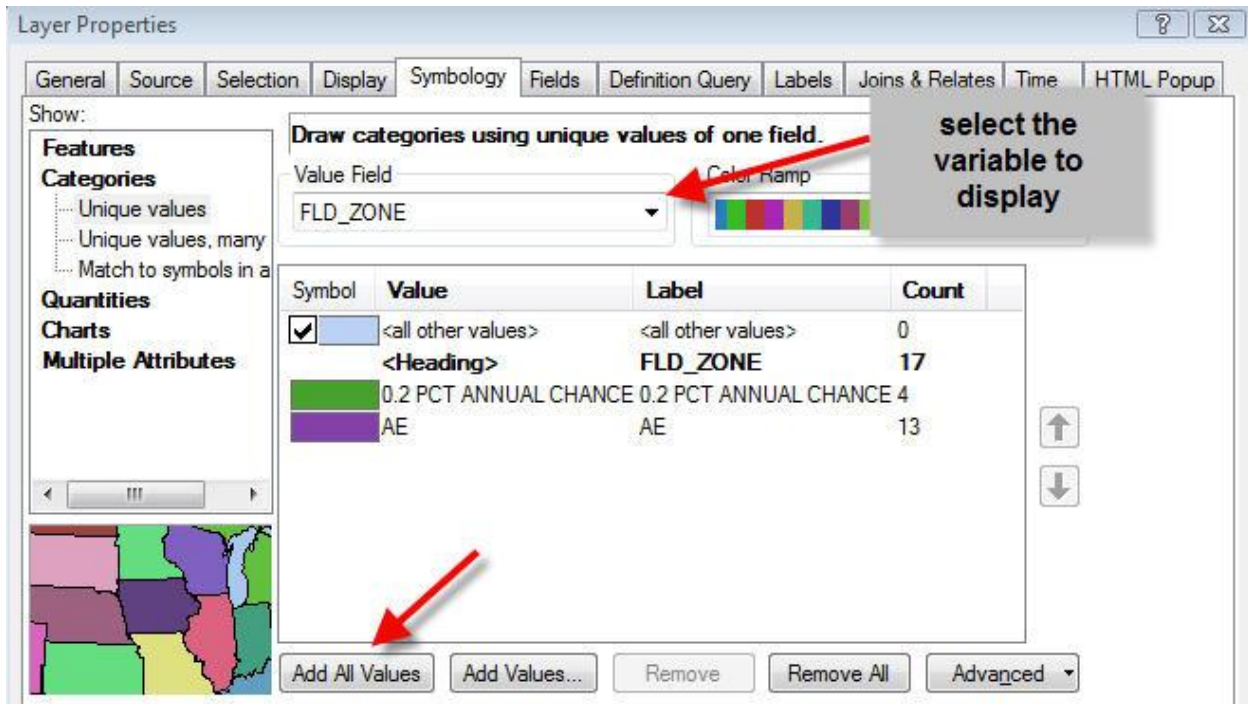 Layer Properties
General Source Selection Display Symbology Fields Definition Query Labels Joins & Relates Time HTML Popup
Show:
Features
Categories
Unique values
Unique values, many
Match to symbols in a
Quantities
Charts
Multiple Attributes
Draw categories using unique values of one field.
Value Field
FLD_ZONE
Color Ramp
select the
variable to
display
Symbol Value Label Count
<all other values> <all other values> 0
<Heading> FLD_ZONE 17
0.2 PCT ANNUAL CHANCE 0.2 PCT ANNUAL CHANCE 4
AE AE 13
Add All Values Add Values... Remove Remove All Advanced